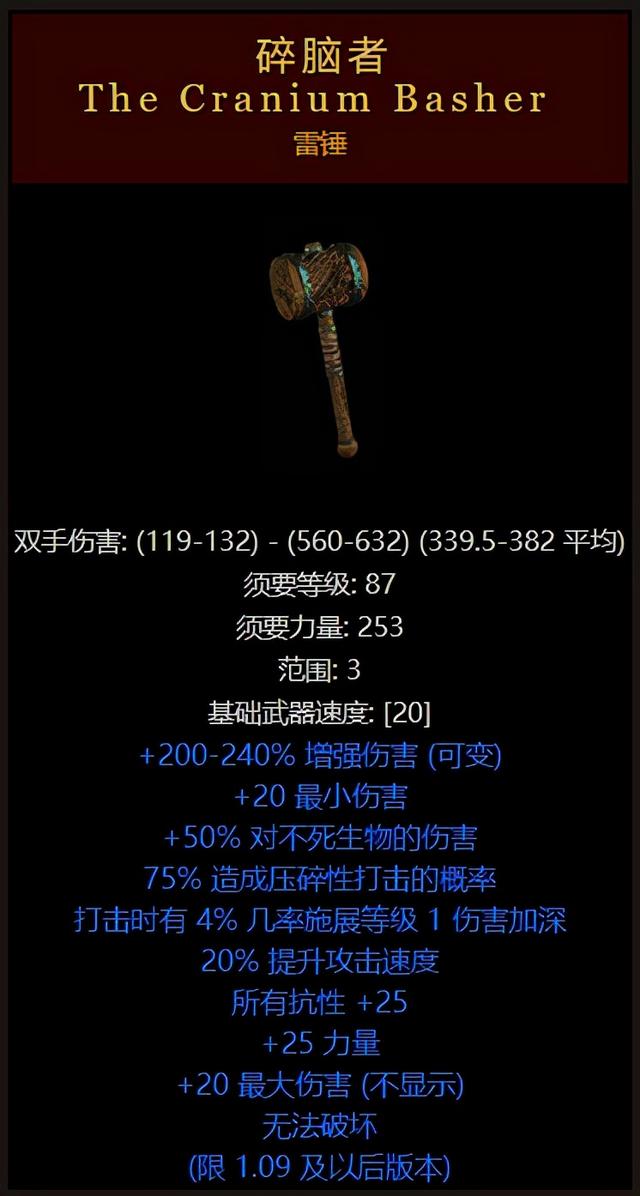 碎脑者
The Cranium Basher
雷锤
双手伤害: (119-132) - (560-632) (339.5-382 平均)
须要等级: 87
须要力量: 253
范围: 3
基础武器速度: [20]
+200-240% 增强伤害 (可变)
+20 最小伤害
+50% 对不死生物的伤害
75% 造成压碎性打击的概率
打击时有 4% 几率施展等级 1 伤害加深
20% 提升攻击速度
所有抗性 +25
+25 力量
+20 最大伤害 (不显示)
无法破坏
(限 1.09 及以后版本)